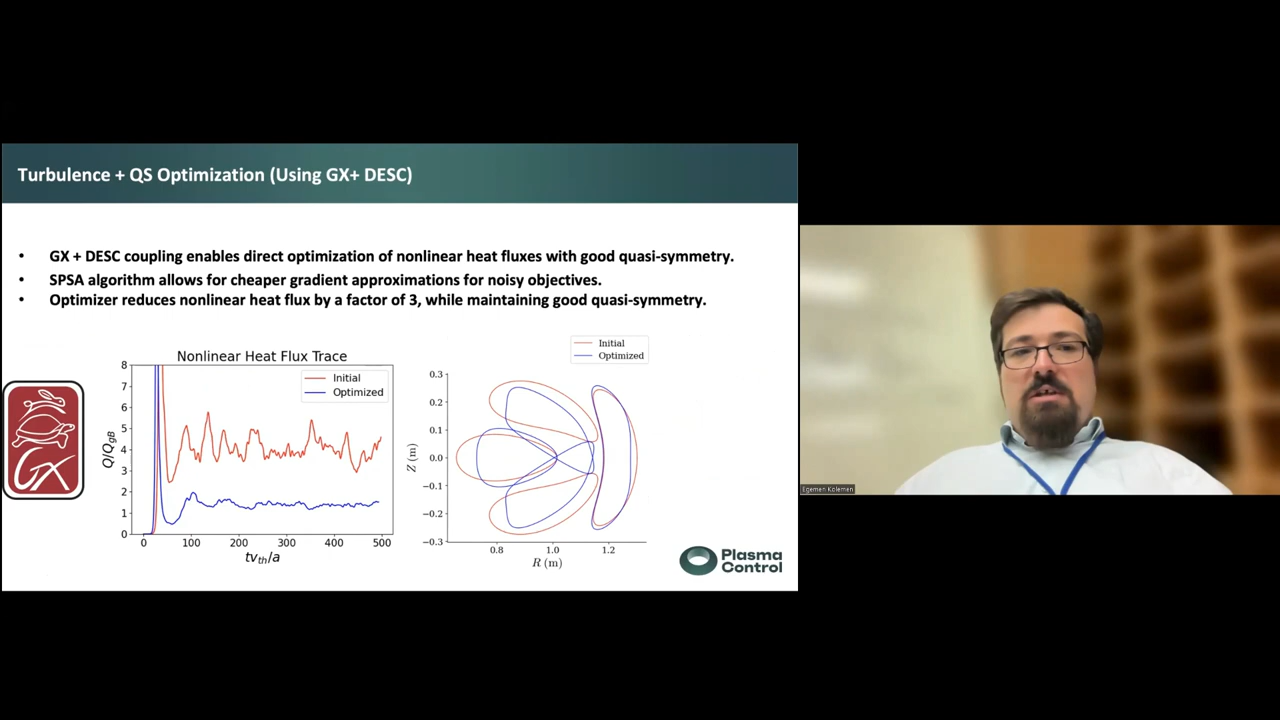 Turbulence + QS Optimization (Using GX+ DESC)
• GX + DESC coupling enables direct optimization of nonlinear heat fluxes with good quasi-symmetry.
• SPSA algorithm allows for cheaper gradient approximations for noisy objectives.
• Optimizer reduces nonlinear heat flux by a factor of 3, while maintaining good quasi-symmetry.
Nonlinear Heat Flux Trace
Initial
Optimized
8
7
6
5
4
3
2
1
0
Q/Q_gB
0 100 200 300 400 500
tv_th/a
GX
Initial
Optimized
0.3
0.2
0.1
0.0
−0.1
−0.2
−0.3
Z (m)
0.8 1.0 1.2
R (m)
Plasma
Control
Egemen Kolemen